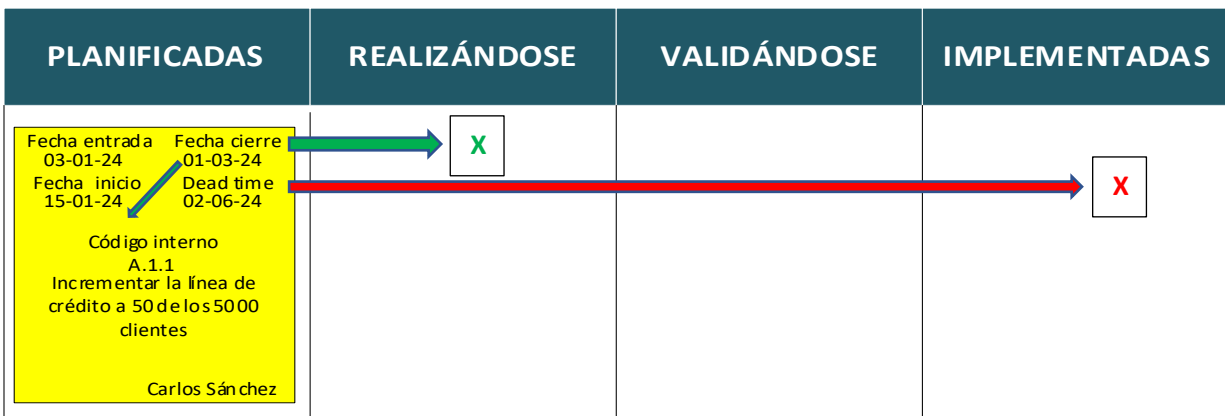 PLANIFICADAS
REALIZÁNDOSE
VALIDÁNDOSE
IMPLEMENTADAS
Fecha entrada Fecha cierre
03-01-24 01-03-24
Fecha inicio Dead time
15-01-24 02-06-24
Código interno
A.1.1
Incrementar la línea de
crédito a 50 de los 5000
clientes
Carlos Sánchez
X
X